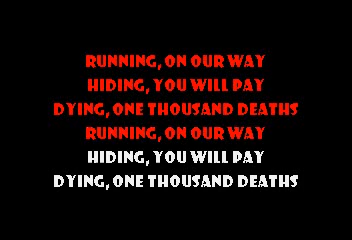 RUNNING, ON OUR WAY
HIDING, YOU WILL PAY
DYING, ONE THOUSAND DEATHS
RUNNING, ON OUR WAY
HIDING, YOU WILL PAY
DYING, ONE THOUSAND DEATHS